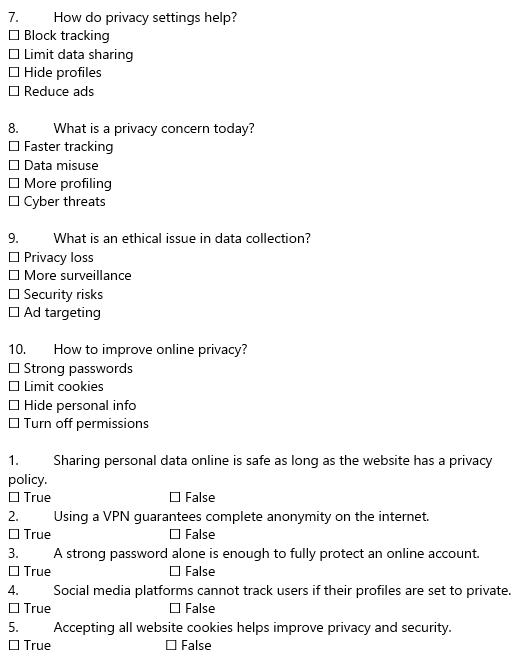 7. How do privacy settings help?
☐ Block tracking
☐ Limit data sharing
☐ Hide profiles
☐ Reduce ads
8. What is a privacy concern today?
☐ Faster tracking
☐ Data misuse
☐ More profiling
☐ Cyber threats
9. What is an ethical issue in data collection?
☐ Privacy loss
☐ More surveillance
☐ Security risks
☐ Ad targeting
10. How to improve online privacy?
☐ Strong passwords
☐ Limit cookies
☐ Hide personal info
☐ Turn off permissions
1. Sharing personal data online is safe as long as the website has a privacy
policy.
☐ True ☐ False
2. Using a VPN guarantees complete anonymity on the internet.
☐ True ☐ False
3. A strong password alone is enough to fully protect an online account.
☐ True ☐ False
4. Social media platforms cannot track users if their profiles are set to private.
☐ True ☐ False
5. Accepting all website cookies helps improve privacy and security.
☐ True ☐ False